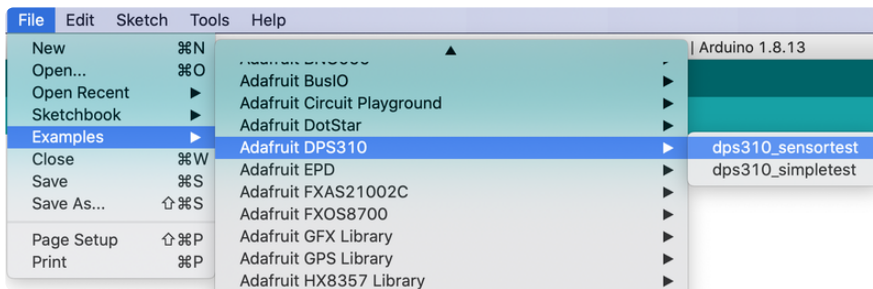 File Edit Sketch Tools Help
| Arduino 1.8.13
New ⌘N
Open... ⌘O
Open Recent ▶
Sketchbook ▶
Examples ▶
Close ⌘W
Save ⌘S
Save As... ⇧⌘S
Page Setup ⇧⌘P
Print ⌘P
▲
Adafruit BusIO ▶
Adafruit Circuit Playground ▶
Adafruit DotStar ▶
Adafruit DPS310 ▶
Adafruit EPD ▶
Adafruit FXAS21002C ▶
Adafruit FXOS8700 ▶
Adafruit GFX Library ▶
Adafruit GPS Library ▶
Adafruit HX8357 Library ▶
dps310_sensortest
dps310_simpletest